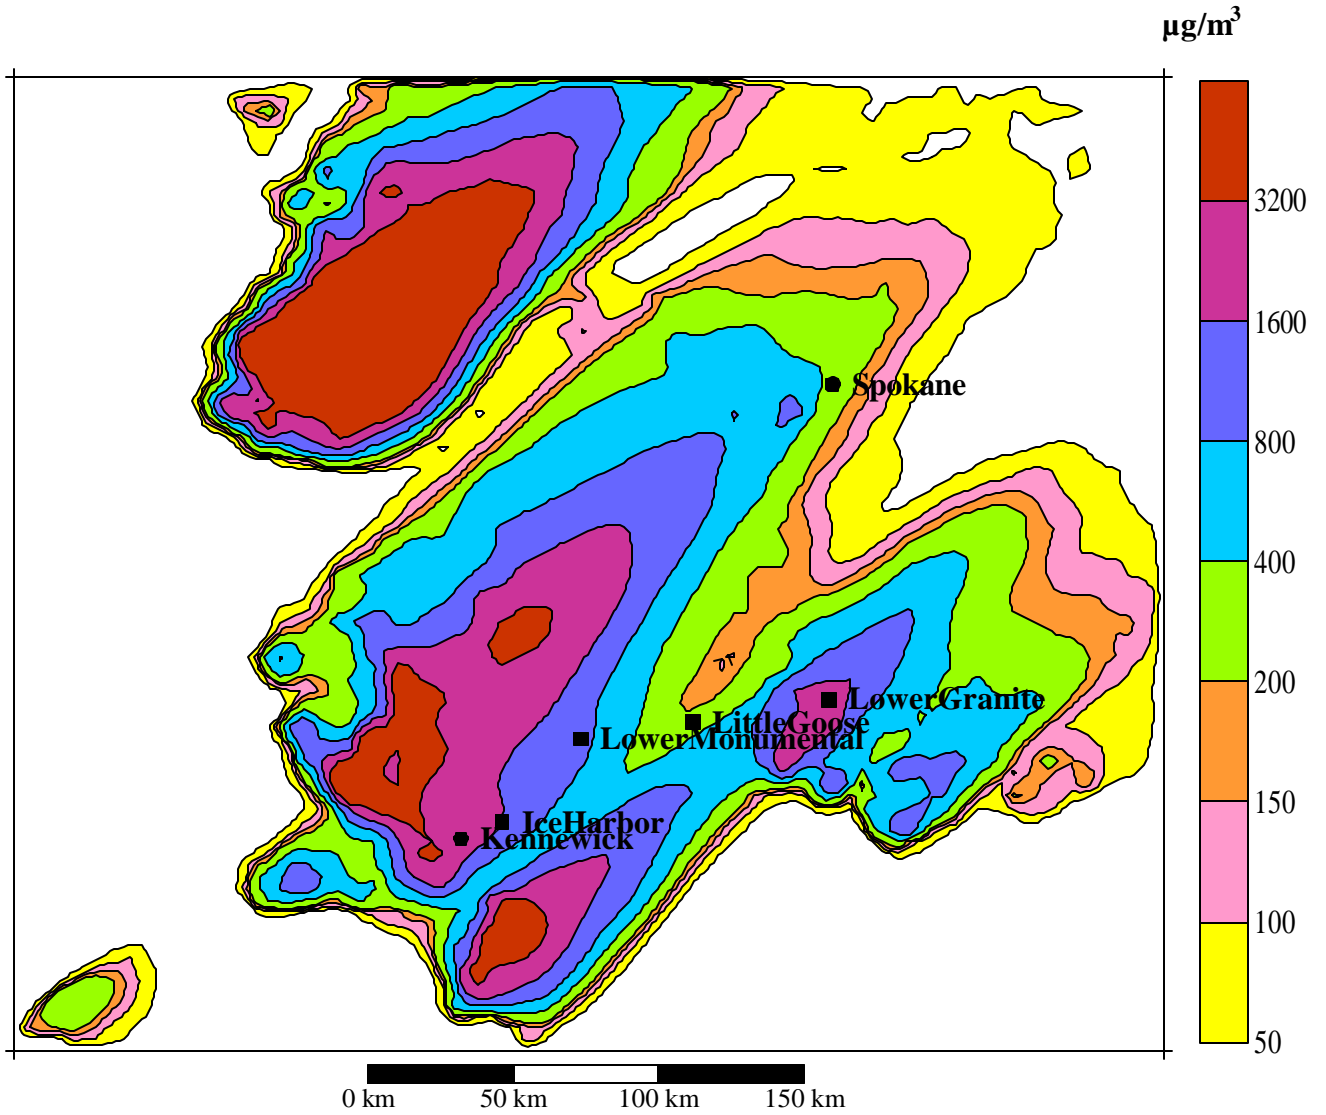 µg/m3
3200
1600
800
400
200
150
100
50
Spokane
LowerGranite
LittleGoose
LowerMonumental
IceHarbor
Kennewick
0 km 50 km 100 km 150 km